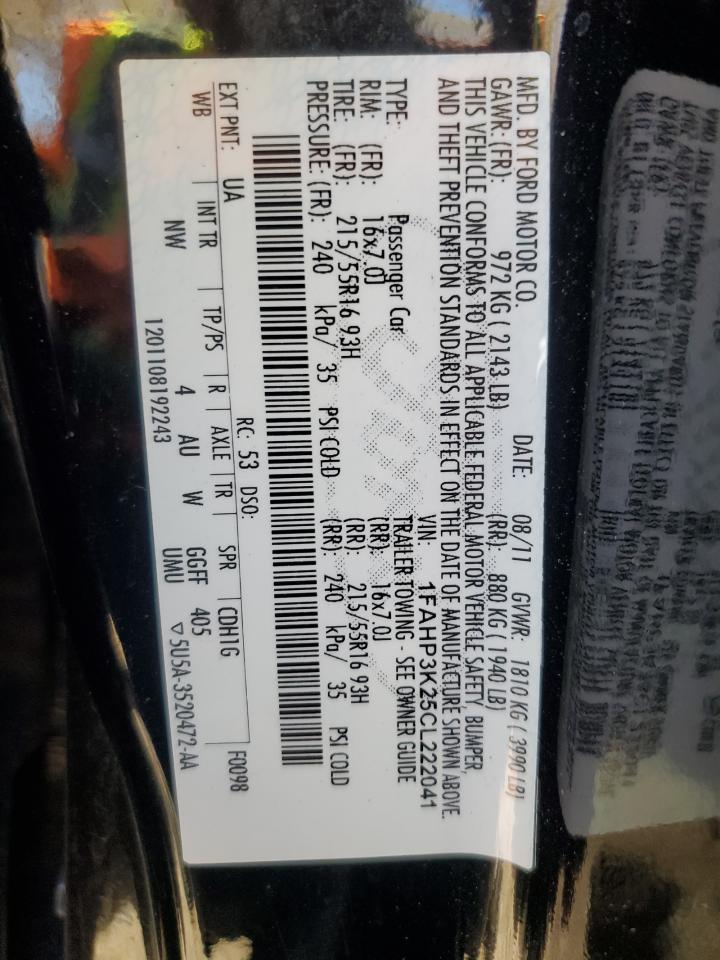 MFD. BY FORD MOTOR CO. DATE: 08/11 GVWR: 1810 KG ( 3990 LB)
GAWR: (FR): 972 KG ( 2143 LB) (RR): 880 KG ( 1940 LB)
THIS VEHICLE CONFORMS TO ALL APPLICABLE FEDERAL MOTOR VEHICLE SAFETY, BUMPER,
AND THEFT PREVENTION STANDARDS IN EFFECT ON THE DATE OF MANUFACTURE SHOWN ABOVE.
VIN: 1FAHP3K25CL222041
TYPE: Passenger Car TRAILER TOWING - SEE OWNER GUIDE
RIM: (FR): 16x7.0J (RR): 16x7.0J
TIRE: (FR): 215/55R16 93H (RR): 215/55R16 93H
PRESSURE: (FR): 240 kPa/ 35 PSI COLD (RR): 240 kPa/ 35 PSI COLD
F0098
RC: 53 DSO:
EXT PNT: UA INT TR TP/PS R AXLE TR SPR CDH1G
WB NW 4 AU W GGFF 405
UMU
1201108192243 ▽5U5A-3520472-AA